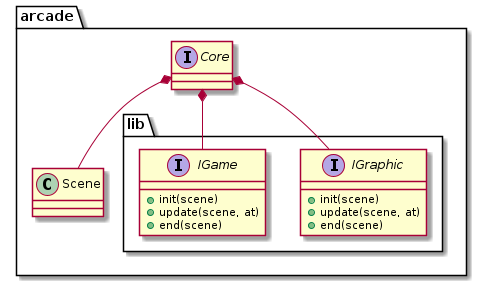 arcade
I Core
lib
C Scene
I IGame
init(scene)
update(scene, at)
end(scene)
I IGraphic
init(scene)
update(scene, at)
end(scene)